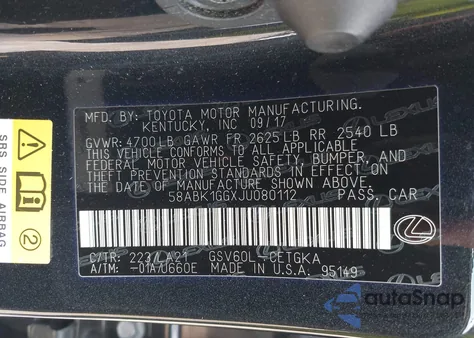 MFD. BY: TOYOTA MOTOR MANUFACTURING.
KENTUCKY, INC 09/17
GVWR: 4700LB GAWR FR 2625LB RR 2540 LB
THIS VEHICLE CONFORMS TO ALL APPLICABLE
FEDERAL MOTOR VEHICLE SAFETY, BUMPER, AND
THEFT PREVENTION STANDARDS IN EFFECT ON
THE DATE OF MANUFACTURE SHOWN ABOVE.
58ABK1GGXJU080112 PASS. CAR
C/TR: 223/LA21 GSV60L-CETGKA
A/TM: -01A/U660E MADE IN U.S.A. 95149
SIDE AIRBAG
2
LEXUS
autoSnap